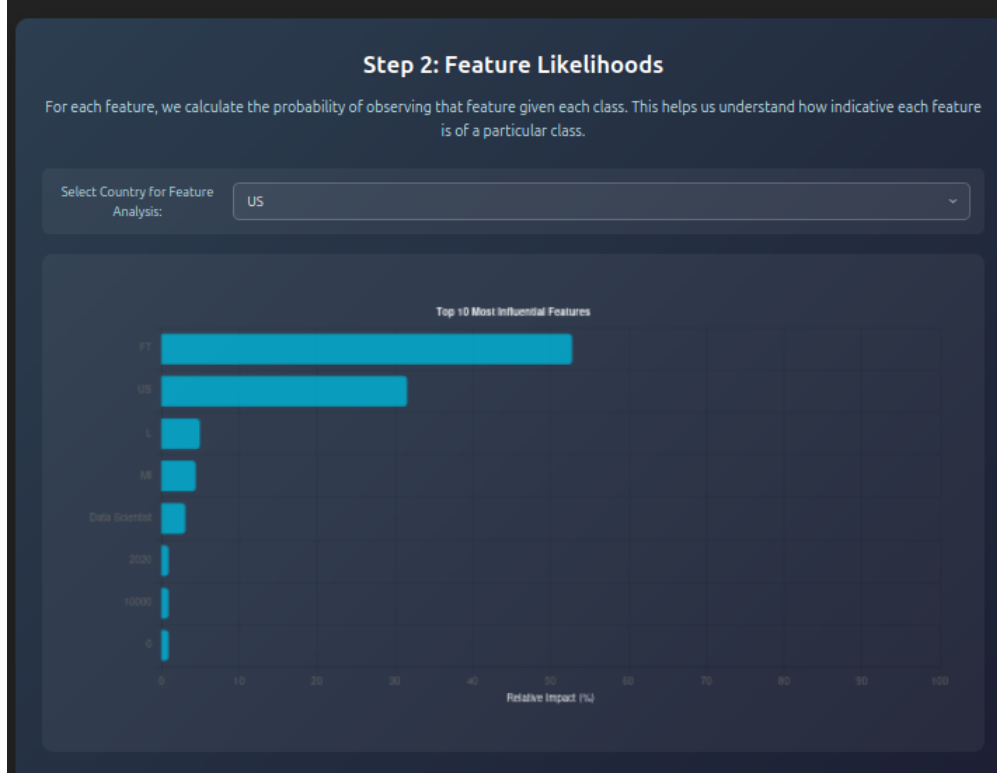 Step 2: Feature Likelihoods
For each feature, we calculate the probability of observing that feature given each class. This helps us understand how indicative each feature
is of a particular class.
Select Country for Feature
Analysis:
US
Top 10 Most Influential Features
FT
US
L
MI
Data Scientist
2020
10000
0
0 10 20 30 40 50 60 70 80 90 100
Relative Impact (%)